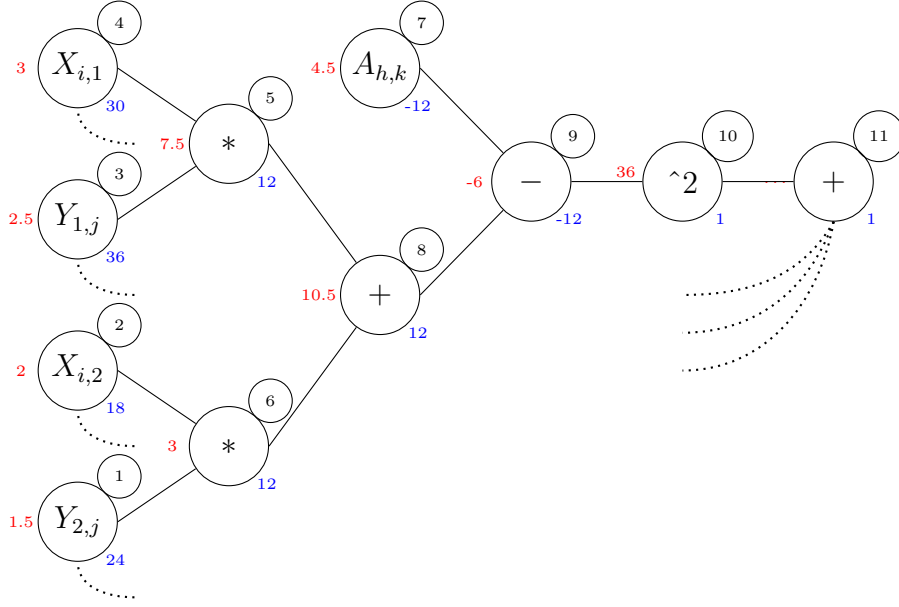 4
3 X_{i,1} 30
3
2.5 Y_{1,j} 36
2
2 X_{i,2} 18
1
1.5 Y_{2,j} 24
5
7.5 * 12
6
3 * 12
7
4.5 A_{h,k} -12
8
10.5 + 12
9
-6 − -12
10
36 ^2 1
11
... + 1